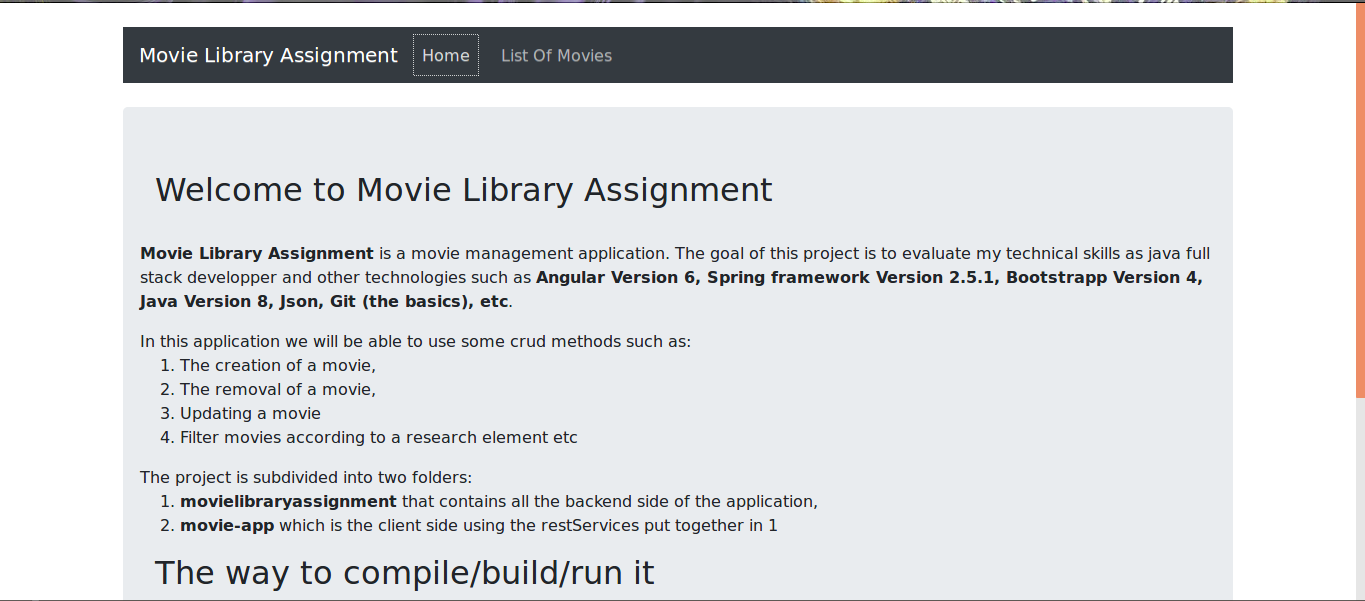 Movie Library Assignment Home List Of Movies
Welcome to Movie Library Assignment
Movie Library Assignment is a movie management application. The goal of this project is to evaluate my technical skills as java full
stack developper and other technologies such as Angular Version 6, Spring framework Version 2.5.1, Bootstrapp Version 4,
Java Version 8, Json, Git (the basics), etc.
In this application we will be able to use some crud methods such as:
1. The creation of a movie,
2. The removal of a movie,
3. Updating a movie
4. Filter movies according to a research element etc
The project is subdivided into two folders:
1. movielibraryassignment that contains all the backend side of the application,
2. movie-app which is the client side using the restServices put together in 1
The way to compile/build/run it